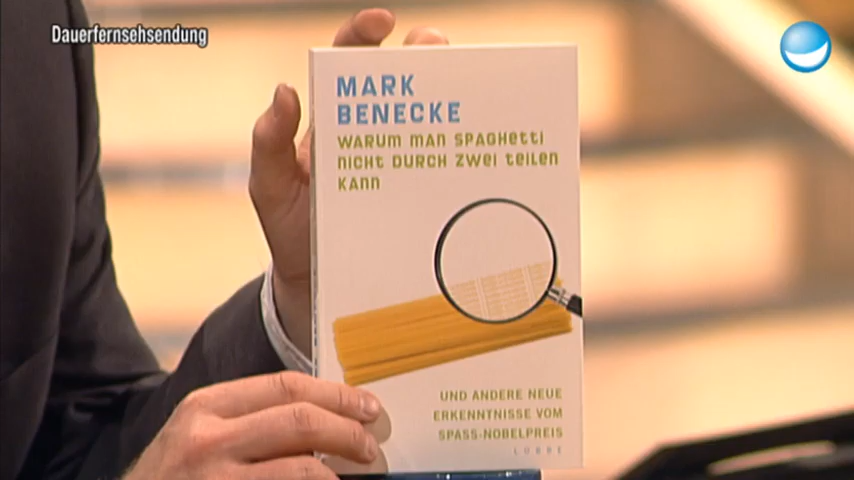 Dauerfernsehsendung
MARK
BENECKE
WARUM MAN SPAGHETTI
NICHT DURCH ZWEI TEILEN
KANN
UND ANDERE NEUE
ERKENNTNISSE VOM
SPASS-NOBELPREIS
LÜBBE